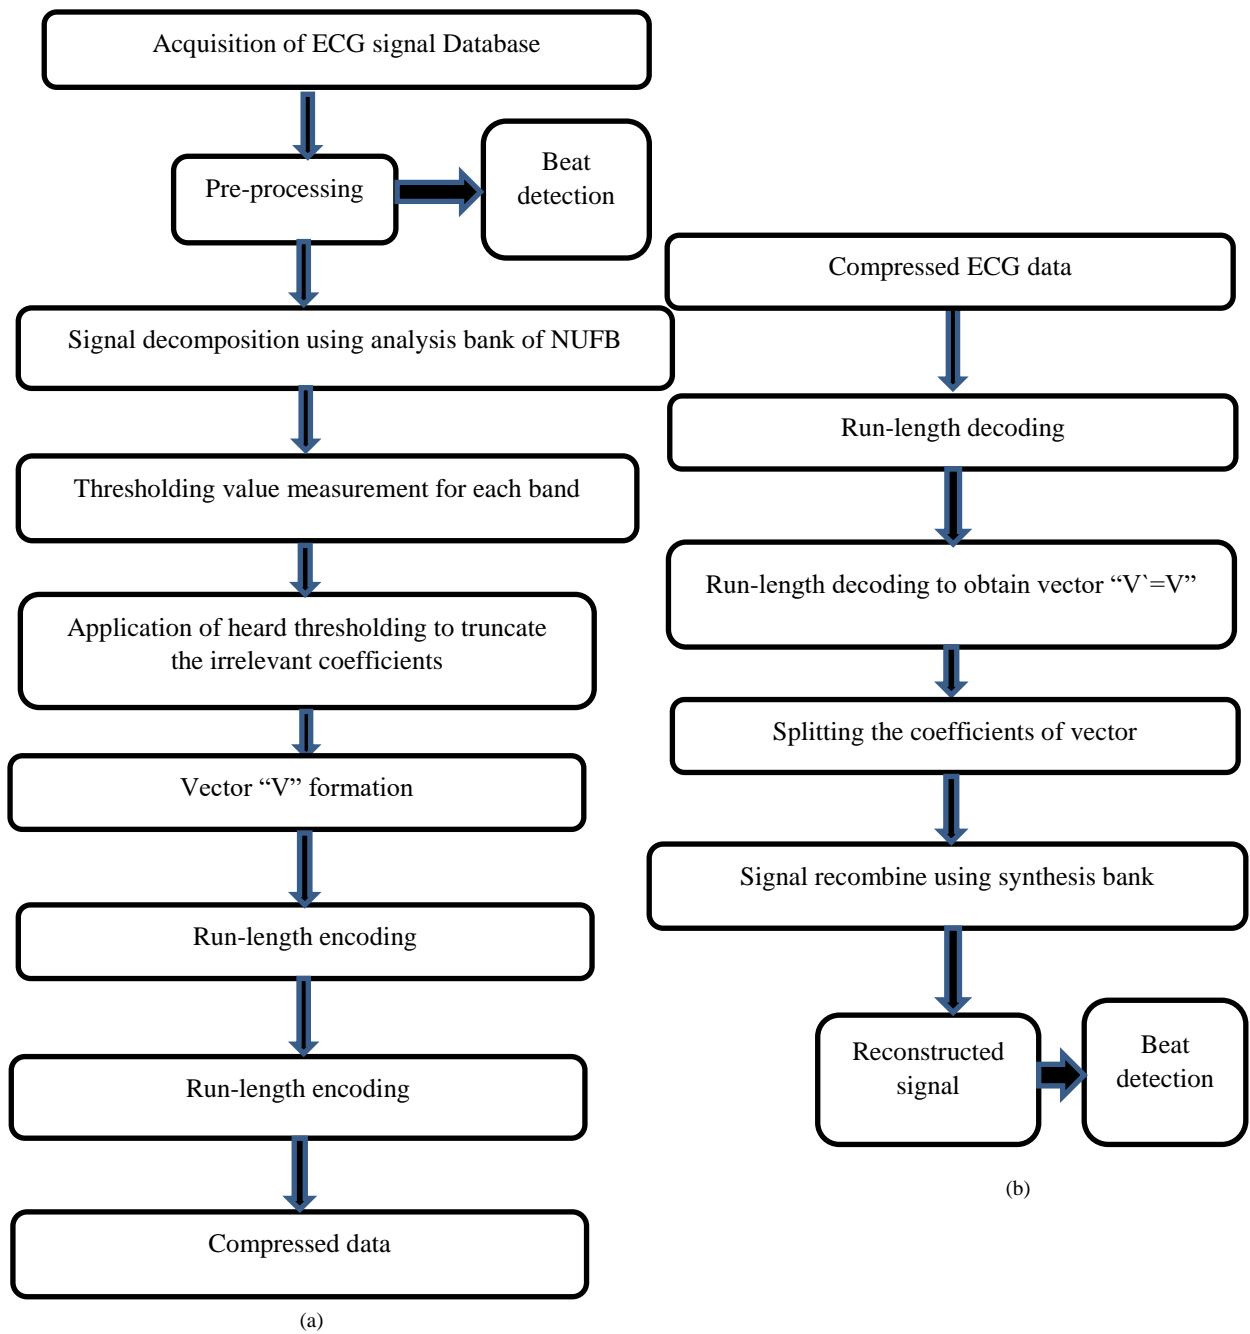 Acquisition of ECG signal Database
Pre-processing
Beat
detection
Signal decomposition using analysis bank of NUFB
Thresholding value measurement for each band
Application of heard thresholding to truncate
the irrelevant coefficients
Vector “V” formation
Run-length encoding
Run-length encoding
Compressed data
(a)
Compressed ECG data
Run-length decoding
Run-length decoding to obtain vector “V`=V”
Splitting the coefficients of vector
Signal recombine using synthesis bank
Reconstructed
signal
Beat
detection
(b)